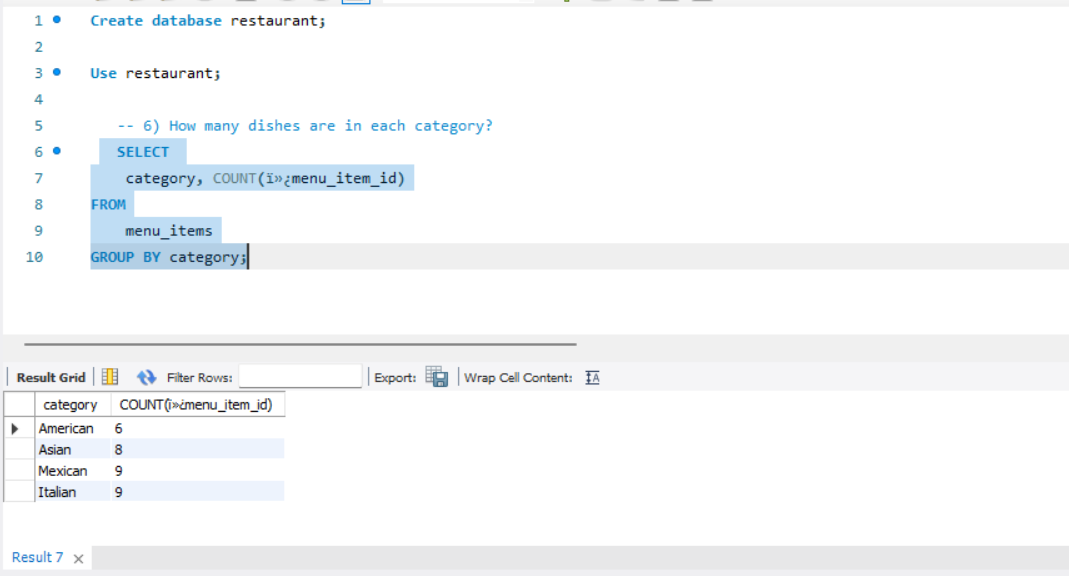 1 Create database restaurant;
2
3 Use restaurant;
4
5 -- 6) How many dishes are in each category?
6 SELECT
7 category, COUNT(ï»¿menu_item_id)
8 FROM
9 menu_items
10 GROUP BY category;
Result Grid Filter Rows: Export: Wrap Cell Content: IA
category COUNT(ï»¿menu_item_id)
American 6
Asian 8
Mexican 9
Italian 9
Result 7 ×